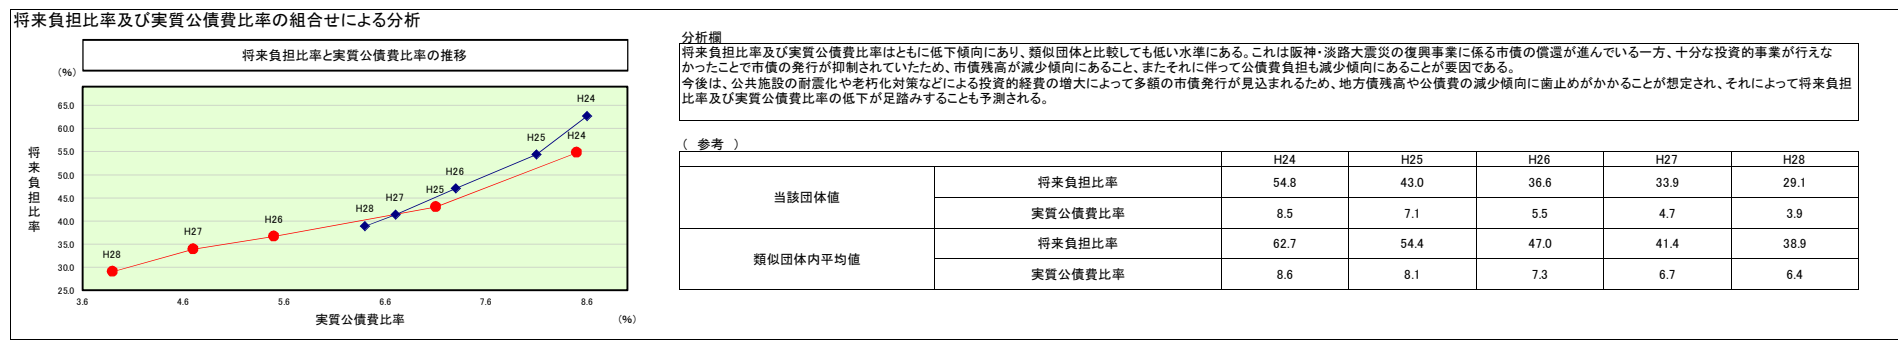 将来負担比率及び実質公債費比率の組合せによる分析
将来負担比率と実質公債費比率の推移
(%)
65.0
60.0
55.0
50.0
45.0
40.0
35.0
30.0
25.0
将来負担比率
H24
H25
H24
H26
H27
H25
H28
H26
H27
H28
3.6
4.6
5.6
6.6
7.6
8.6
実質公債費比率
(%)
分析欄
将来負担比率及び実質公債費比率はともに低下傾向にあり、類似団体と比較しても低い水準にある。これは阪神・淡路大震災の復興事業に係る市債の償還が進んでいる一方、十分な投資的事業が行えな
かったことで市債の発行が抑制されていたため、市債残高が減少傾向にあること、またそれに伴って公債費負担も減少傾向にあることが要因である。
今後は、公共施設の耐震化や老朽化対策などによる投資的経費の増大によって多額の市債発行が見込まれるため、地方債残高や公債費の減少傾向に歯止めがかかることが想定され、それによって将来負担
比率及び実質公債費比率の低下が足踏みすることも予測される。
( 参考 )
H24 H25 H26 H27 H28
当該団体値
将来負担比率 54.8 43.0 36.6 33.9 29.1
実質公債費比率 8.5 7.1 5.5 4.7 3.9
類似団体内平均値
将来負担比率 62.7 54.4 47.0 41.4 38.9
実質公債費比率 8.6 8.1 7.3 6.7 6.4